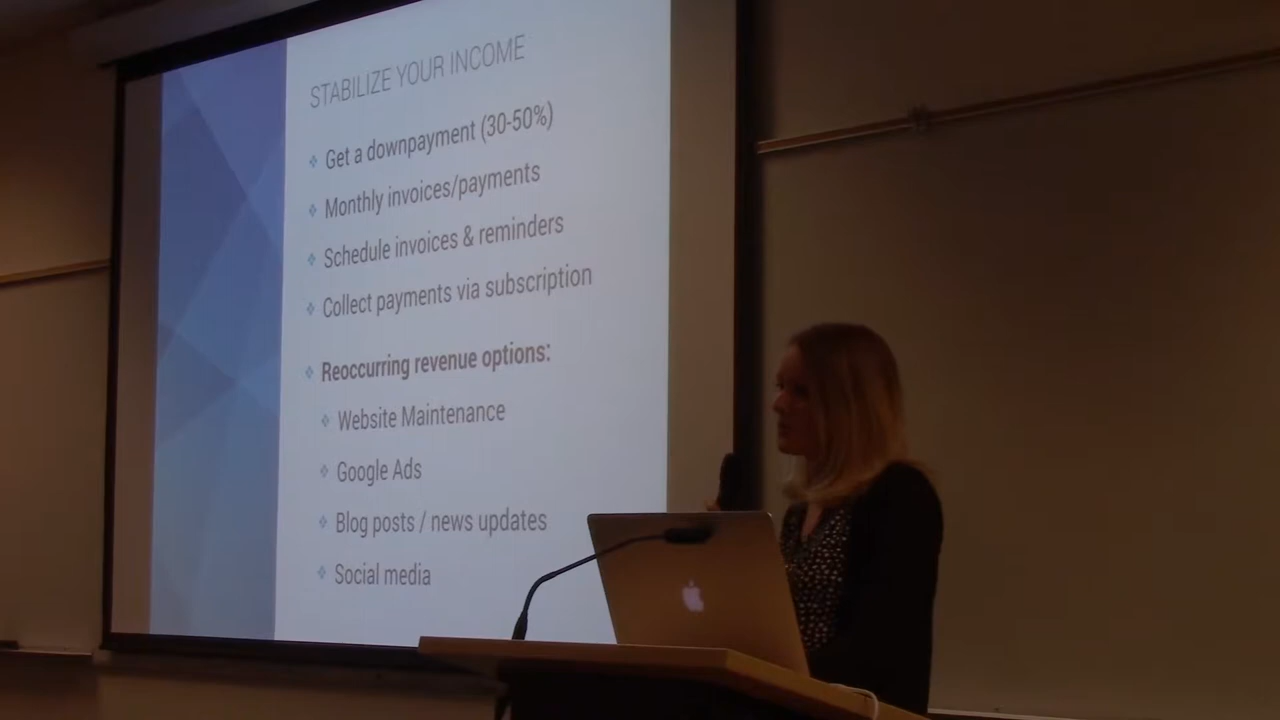 STABILIZE YOUR INCOME
Get a downpayment (30-50%)
Monthly invoices/payments
Schedule invoices & reminders
Collect payments via subscription
Reoccurring revenue options:
Website Maintenance
Google Ads
Blog posts / news updates
Social media